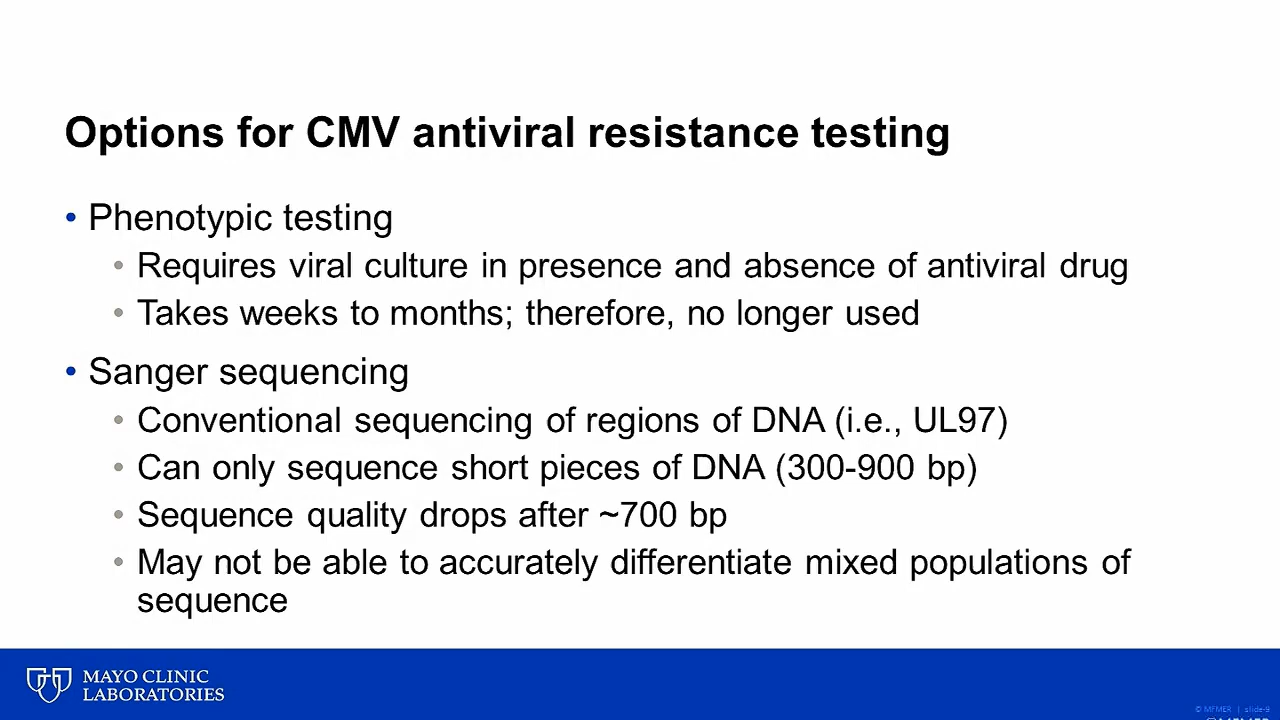 Options for CMV antiviral resistance testing
• Phenotypic testing
• Requires viral culture in presence and absence of antiviral drug
• Takes weeks to months; therefore, no longer used
• Sanger sequencing
• Conventional sequencing of regions of DNA (i.e., UL97)
• Can only sequence short pieces of DNA (300-900 bp)
• Sequence quality drops after ~700 bp
• May not be able to accurately differentiate mixed populations of
sequence
MAYO CLINIC
LABORATORIES
© MFMER | slide-9